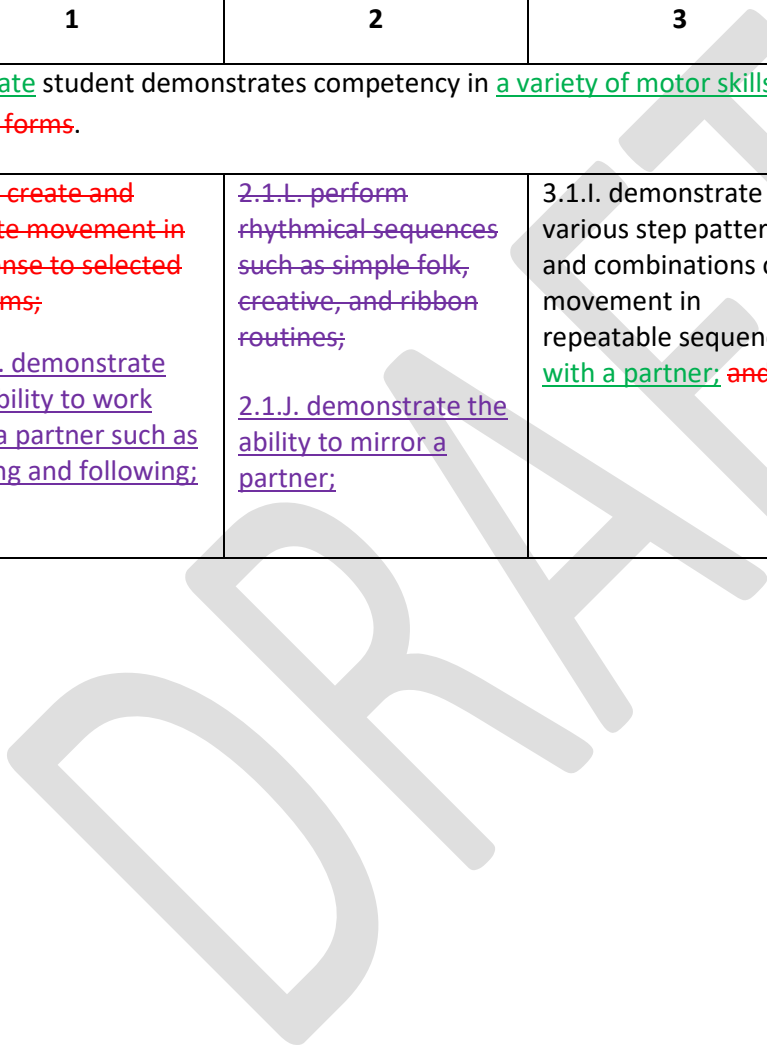 1 2 3
ate student demonstrates competency in a variety of motor skills
forms.
create and
te movement in
nse to selected
ms;
. demonstrate
bility to work
a partner such as
ng and following;
2.1.L. perform
rhythmical sequences
such as simple folk,
creative, and ribbon
routines;
2.1.J. demonstrate the
ability to mirror a
partner;
3.1.I. demonstrate
various step patter
and combinations o
movement in
repeatable sequen
with a partner; and
DRAFT